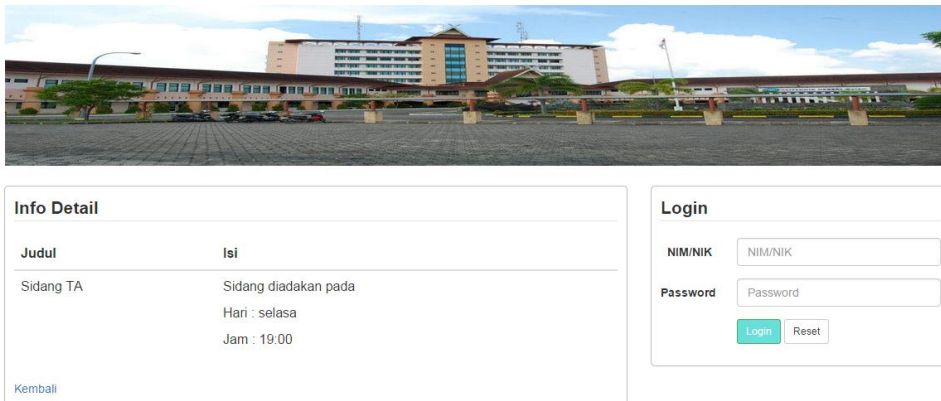 Info Detail
Judul Isi
Sidang TA Sidang diadakan pada
Hari : selasa
Jam : 19:00
Kembali
Login
NIM/NIK NIM/NIK
Password Password
Login Reset